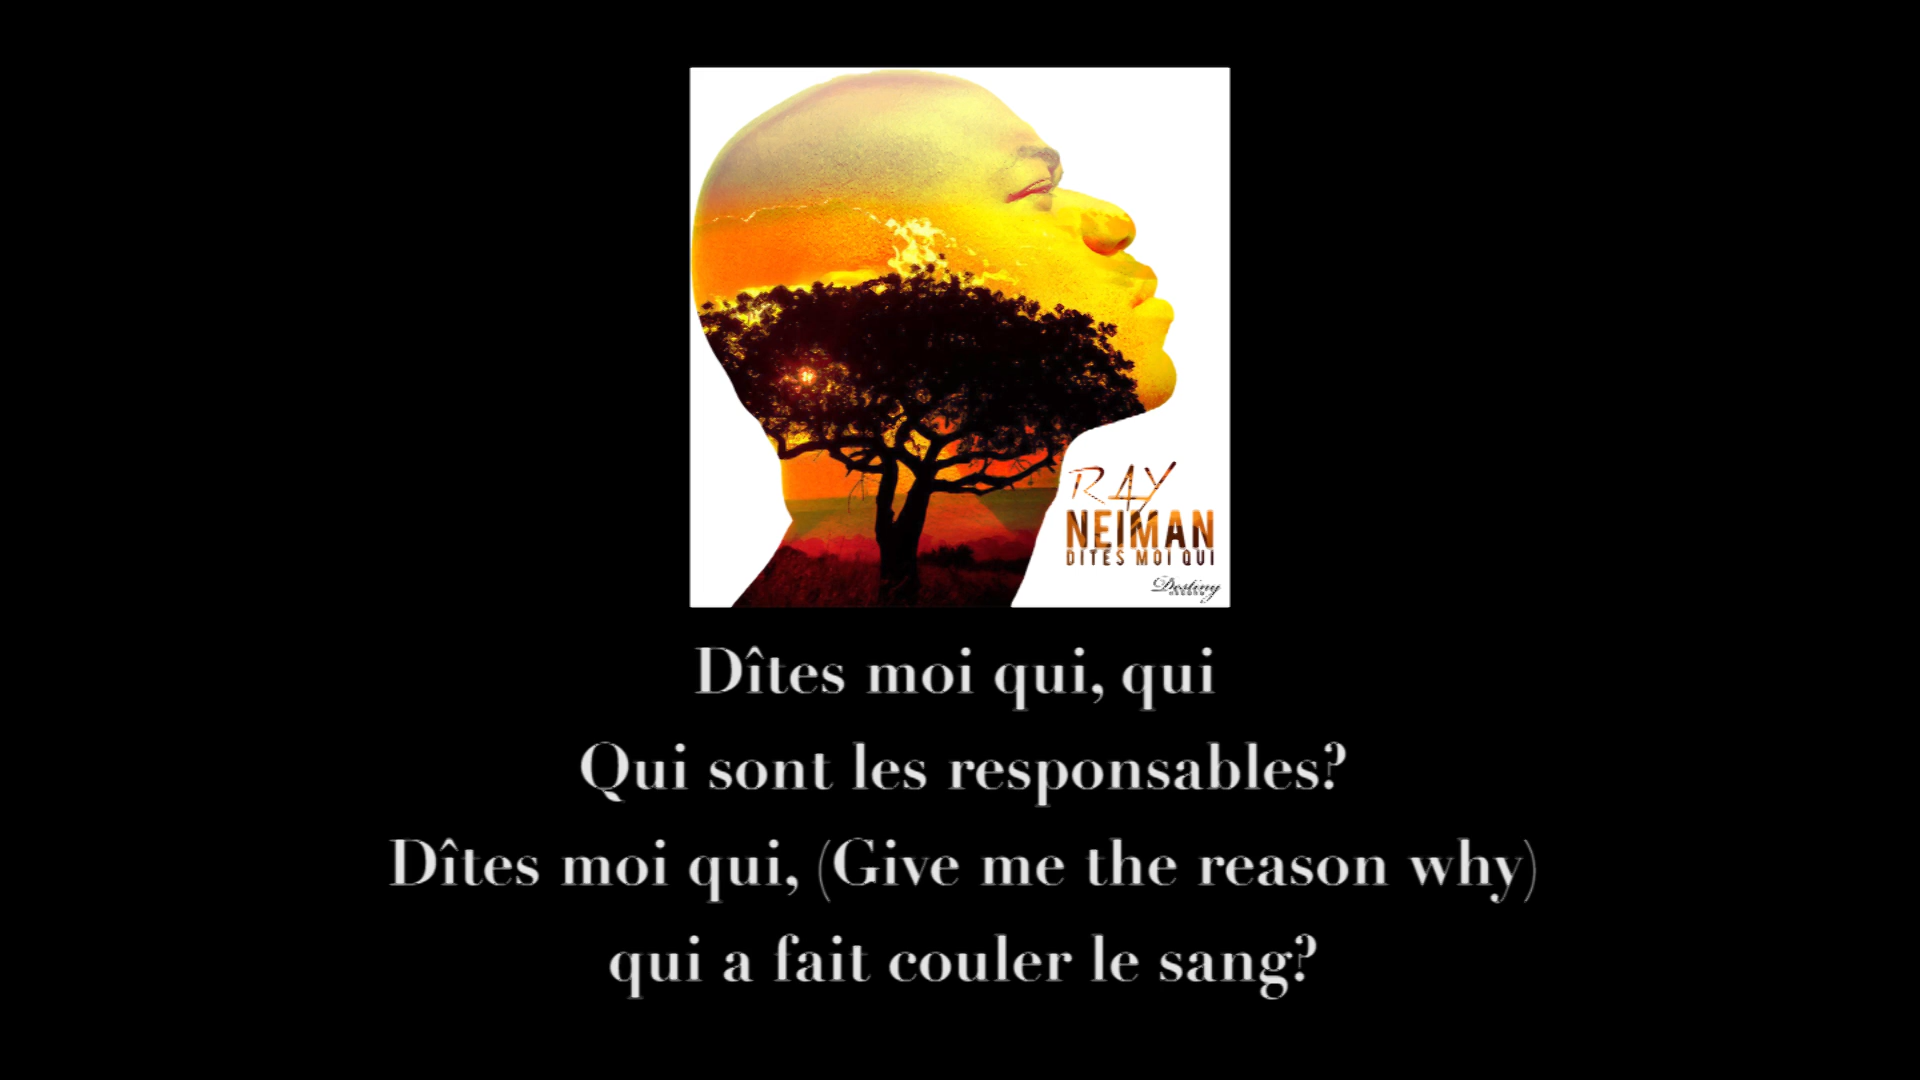 RAY
NEIMAN
DITES MOI QUI
Destiny
RECORD
Dîtes moi qui, qui
Qui sont les responsables?
Dîtes moi qui, (Give me the reason why)
qui a fait couler le sang?